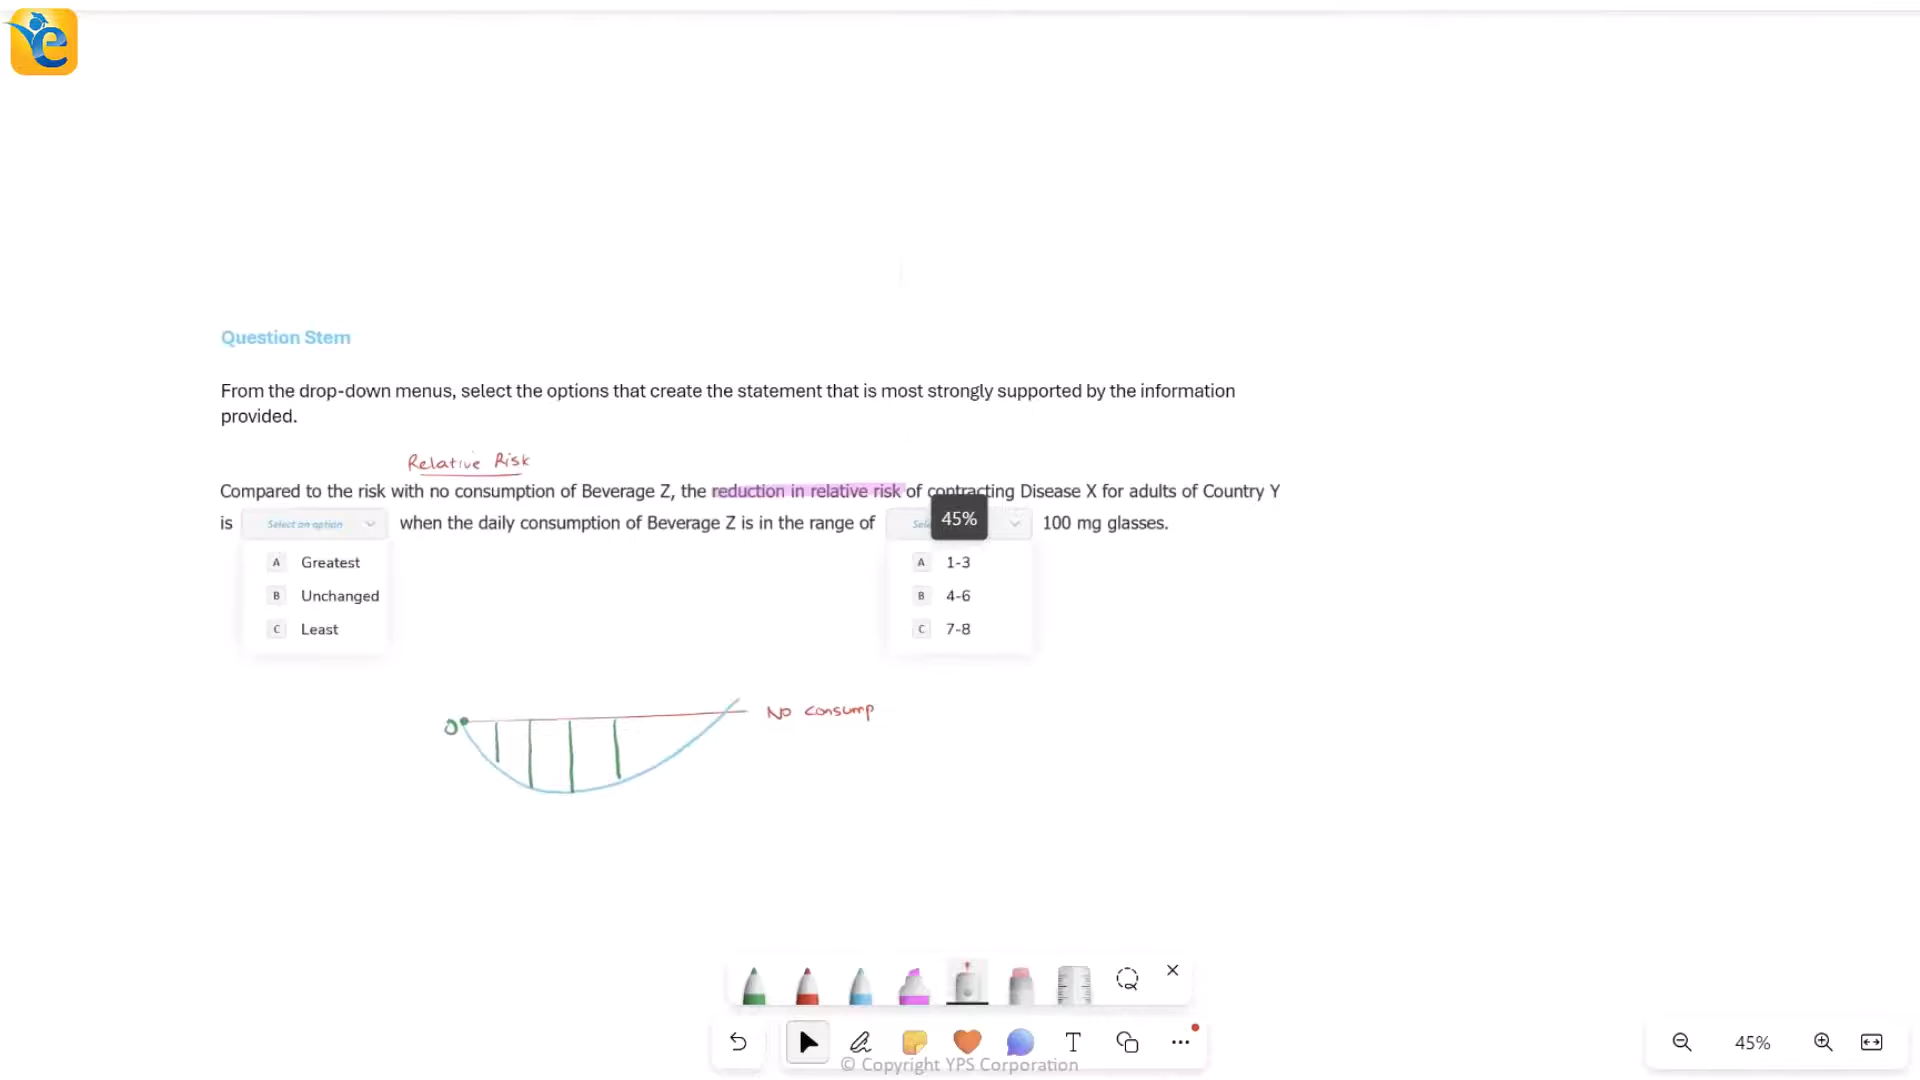 e
Question Stem
From the drop-down menus, select the options that create the statement that is most strongly supported by the information
provided.
Relative Risk
Compared to the risk with no consumption of Beverage Z, the reduction in relative risk of contracting Disease X for adults of Country Y
is Select an option when the daily consumption of Beverage Z is in the range of 45% 100 mg glasses.
A Greatest
B Unchanged
C Least
A 1-3
B 4-6
C 7-8
0
No consump
T
45%
© Copyright YPS Corporation